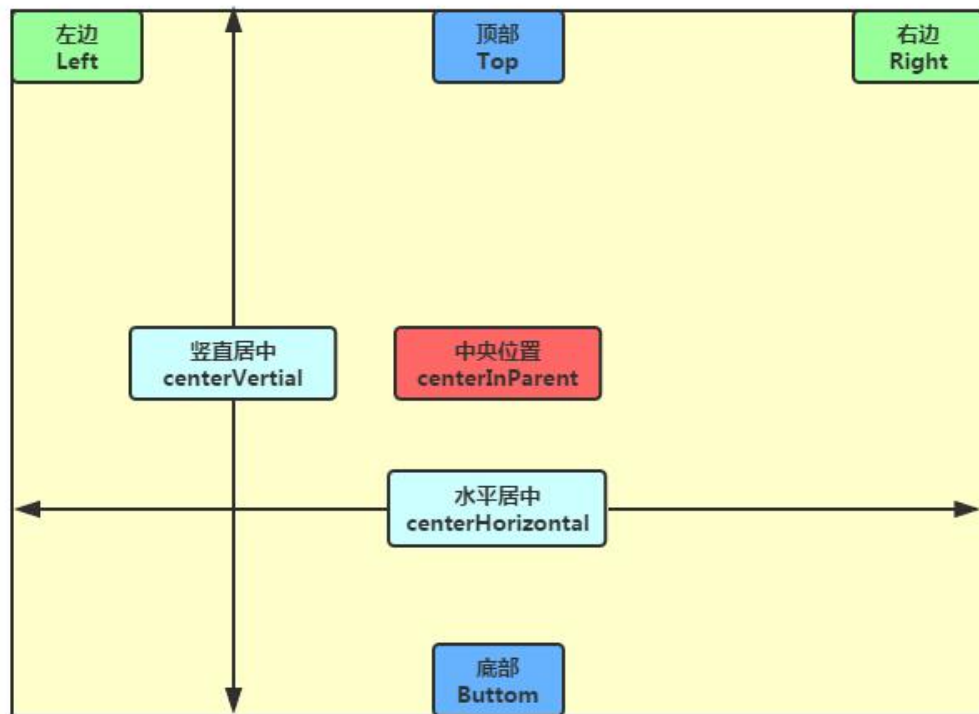 左边
Left
顶部
Top
右边
Right
竖直居中
centerVertial
中央位置
centerInParent
水平居中
centerHorizontal
底部
Buttom